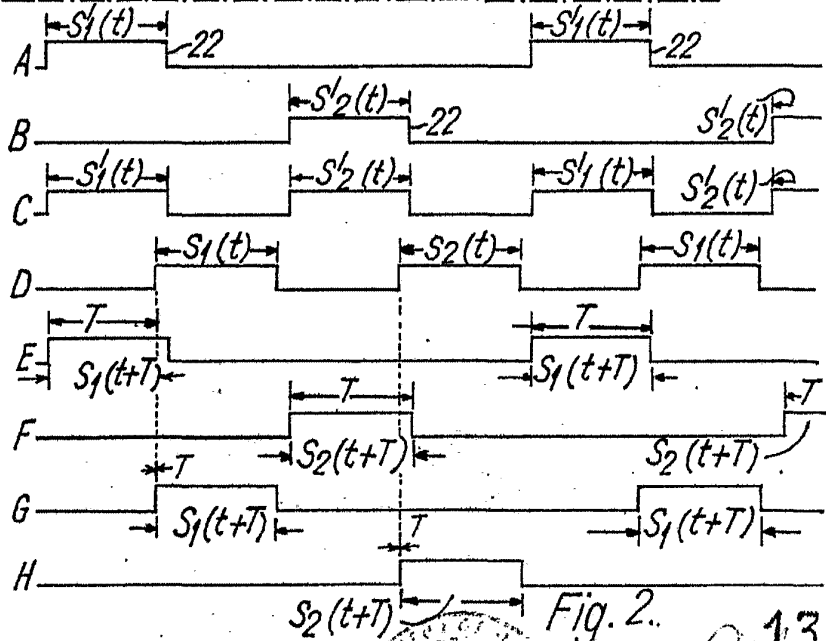 S'1(t) S'1(t)
A 22 22
S'2(t)
B 22 S'2(t)
S'1(t) S'2(t) S'1(t) S'2(t)
C
S1(t) S2(t) S1(t)
D
T T
E S1(t+T) S1(t+T)
T T
F S2(t+T) S2(t+T)
T
G S1(t+T) T S1(t+T)
H
S2(t+T) Fig. 2. 13